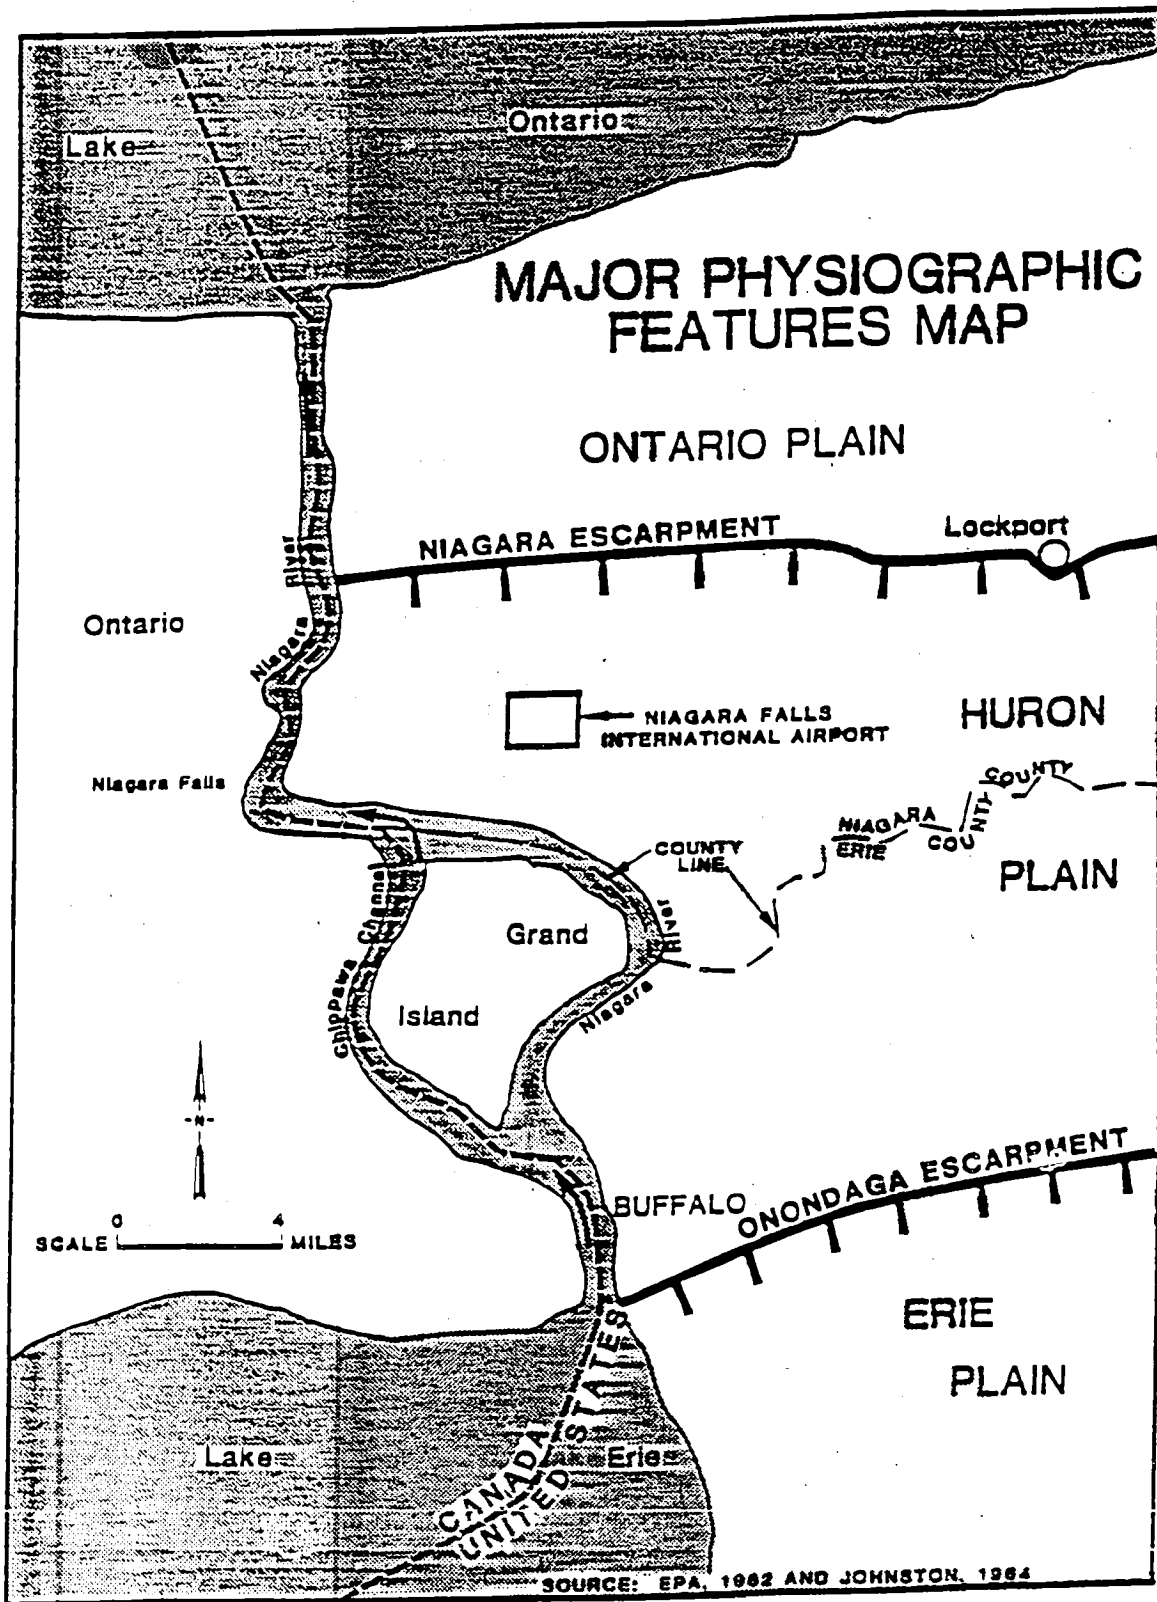 Lake
Ontario
MAJOR PHYSIOGRAPHIC
FEATURES MAP
ONTARIO PLAIN
NIAGARA ESCARPMENT
Lockport
Niagara River
Ontario
NIAGARA FALLS
INTERNATIONAL AIRPORT
HURON
PLAIN
Niagara Falls
NIAGARA COUNTY
ERIE COUNTY
COUNTY
LINE
Chippawa Channel
Grand
Island
Niagara River
N
0 4
SCALE MILES
BUFFALO
ONONDAGA ESCARPMENT
ERIE
PLAIN
Lake
Lake Erie
CANADA
UNITED STATES
SOURCE: EPA, 1982 AND JOHNSTON, 1964